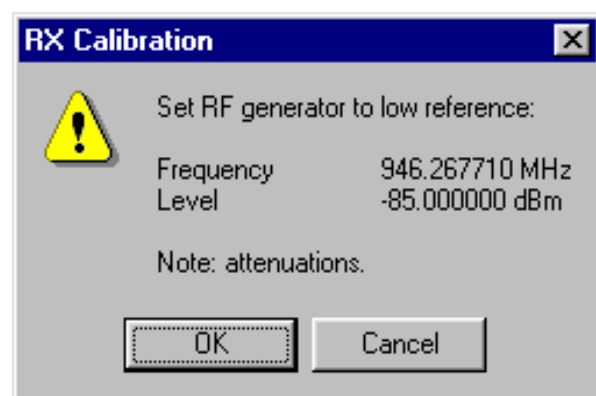 RX Calibration
Set RF generator to low reference:
Frequency 946.267710 MHz
Level -85.000000 dBm
Note: attenuations.
OK Cancel